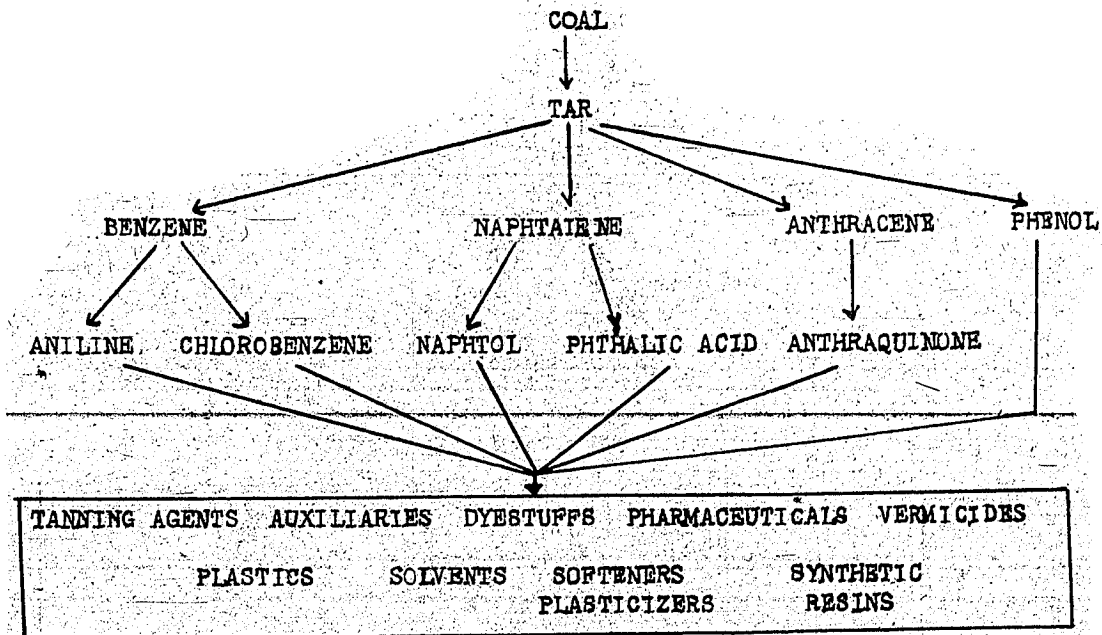 COAL
TAR
BENZENE NAPHTAIENE ANTHRACENE PHENOL
ANILINE CHLOROBENZENE NAPHTOL PHTHALIC ACID ANTHRAQUINONE
TANNING AGENTS AUXILIARIES DYESTUFFS PHARMACEUTICALS VERMICIDES
PLASTICS SOLVENTS SOFTENERS SYNTHETIC
PLASTICIZERS RESINS